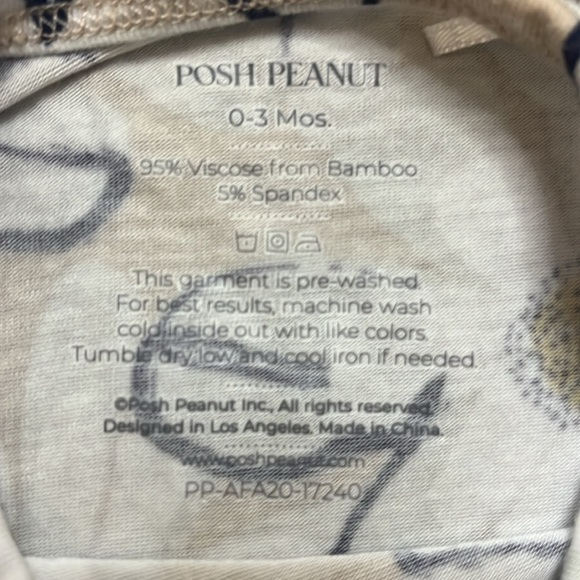 POSH PEANUT
0-3 Mos.
95% Viscose from Bamboo
5% Spandex
This garment is pre-washed.
For best results, machine wash
cold inside out with like colors.
Tumble dry low and cool iron if needed.
©Posh Peanut Inc., All rights reserved.
Designed in Los Angeles. Made in China.
www.poshpeanut.com
PP-AFA20-17240